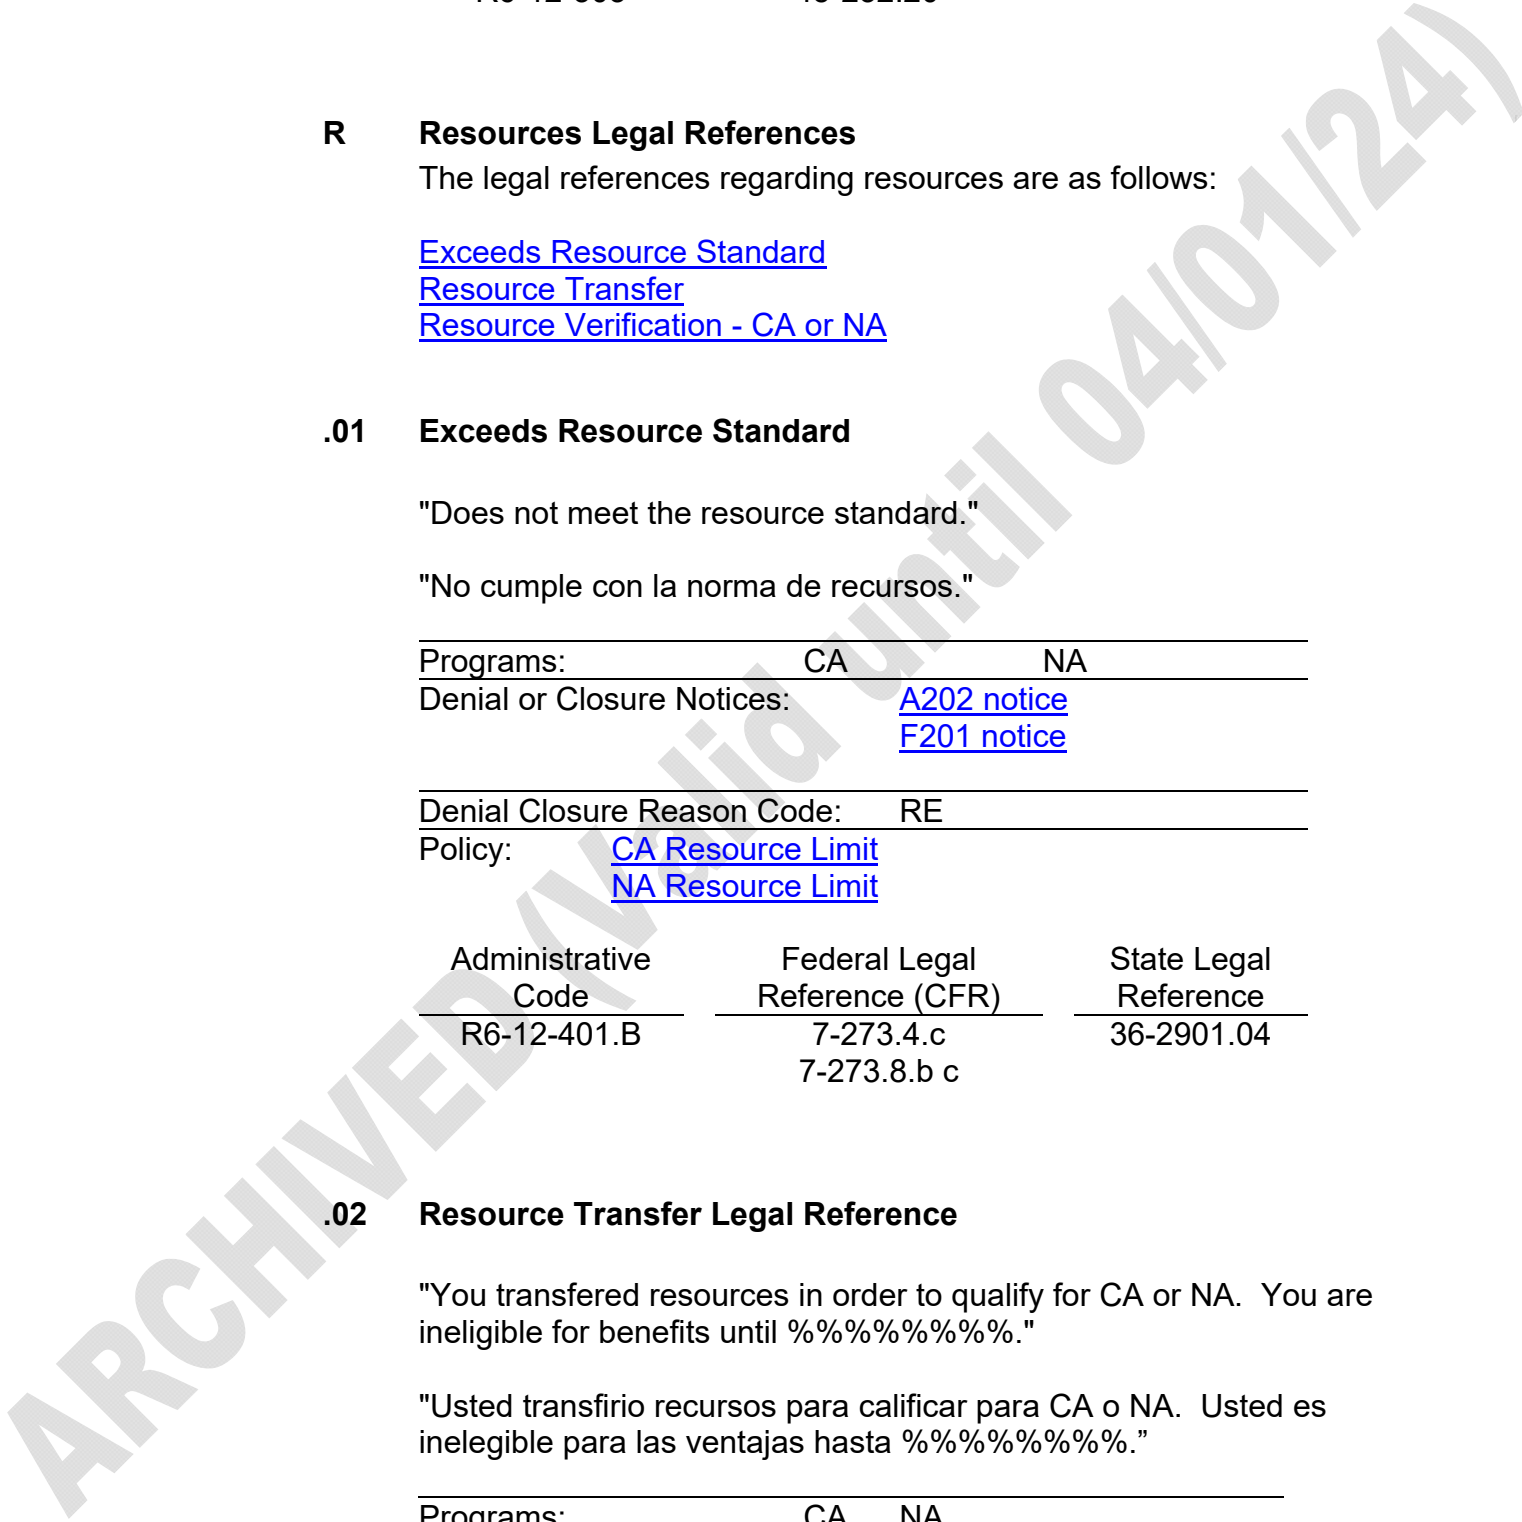 R Resources Legal References
The legal references regarding resources are as follows:
Exceeds Resource Standard
Resource Transfer
Resource Verification - CA or NA
.01 Exceeds Resource Standard
"Does not meet the resource standard."
"No cumple con la norma de recursos."
Programs: CA NA
Denial or Closure Notices: A202 notice
F201 notice
Denial Closure Reason Code: RE
Policy: CA Resource Limit
NA Resource Limit
Administrative Code Federal Legal Reference (CFR) State Legal Reference
R6-12-401.B 7-273.4.c 36-2901.04
7-273.8.b c
.02 Resource Transfer Legal Reference
"You transfered resources in order to qualify for CA or NA.  You are
ineligible for benefits until %%%%%%%%."
"Usted transfirio recursos para calificar para CA o NA.  Usted es
inelegible para las ventajas hasta %%%%%%%%.”
Programs: CA NA
ARCHIVED (Valid until 04/01/24)